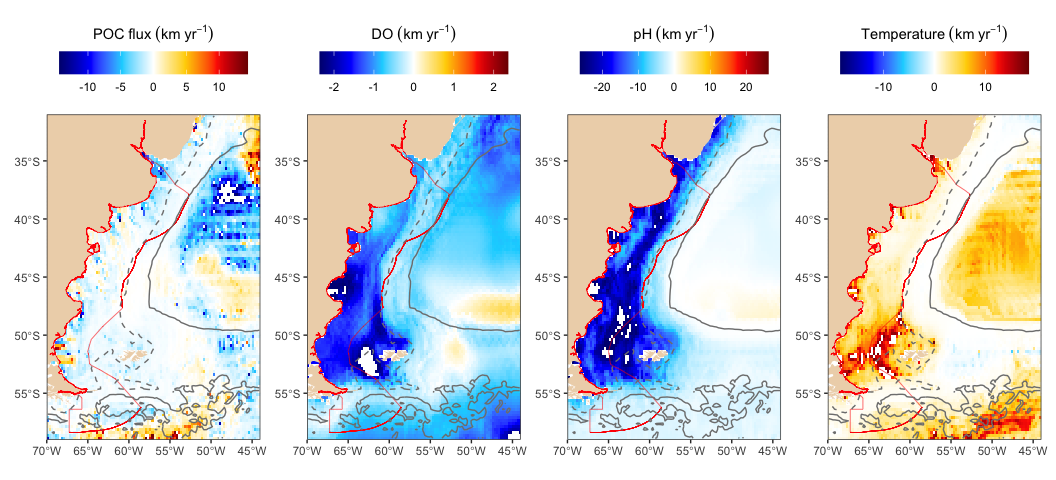 POC flux (km yr⁻¹)
DO (km yr⁻¹)
pH (km yr⁻¹)
Temperature (km yr⁻¹)
-10 -5 0 5 10
-2 -1 0 1 2
-20 -10 0 10 20
-10 0 10
35°S
40°S
45°S
50°S
55°S
70°W 65°W 60°W 55°W 50°W 45°W
35°S
40°S
45°S
50°S
55°S
70°W 65°W 60°W 55°W 50°W 45°W
35°S
40°S
45°S
50°S
55°S
70°W 65°W 60°W 55°W 50°W 45°W
35°S
40°S
45°S
50°S
55°S
70°W 65°W 60°W 55°W 50°W 45°W